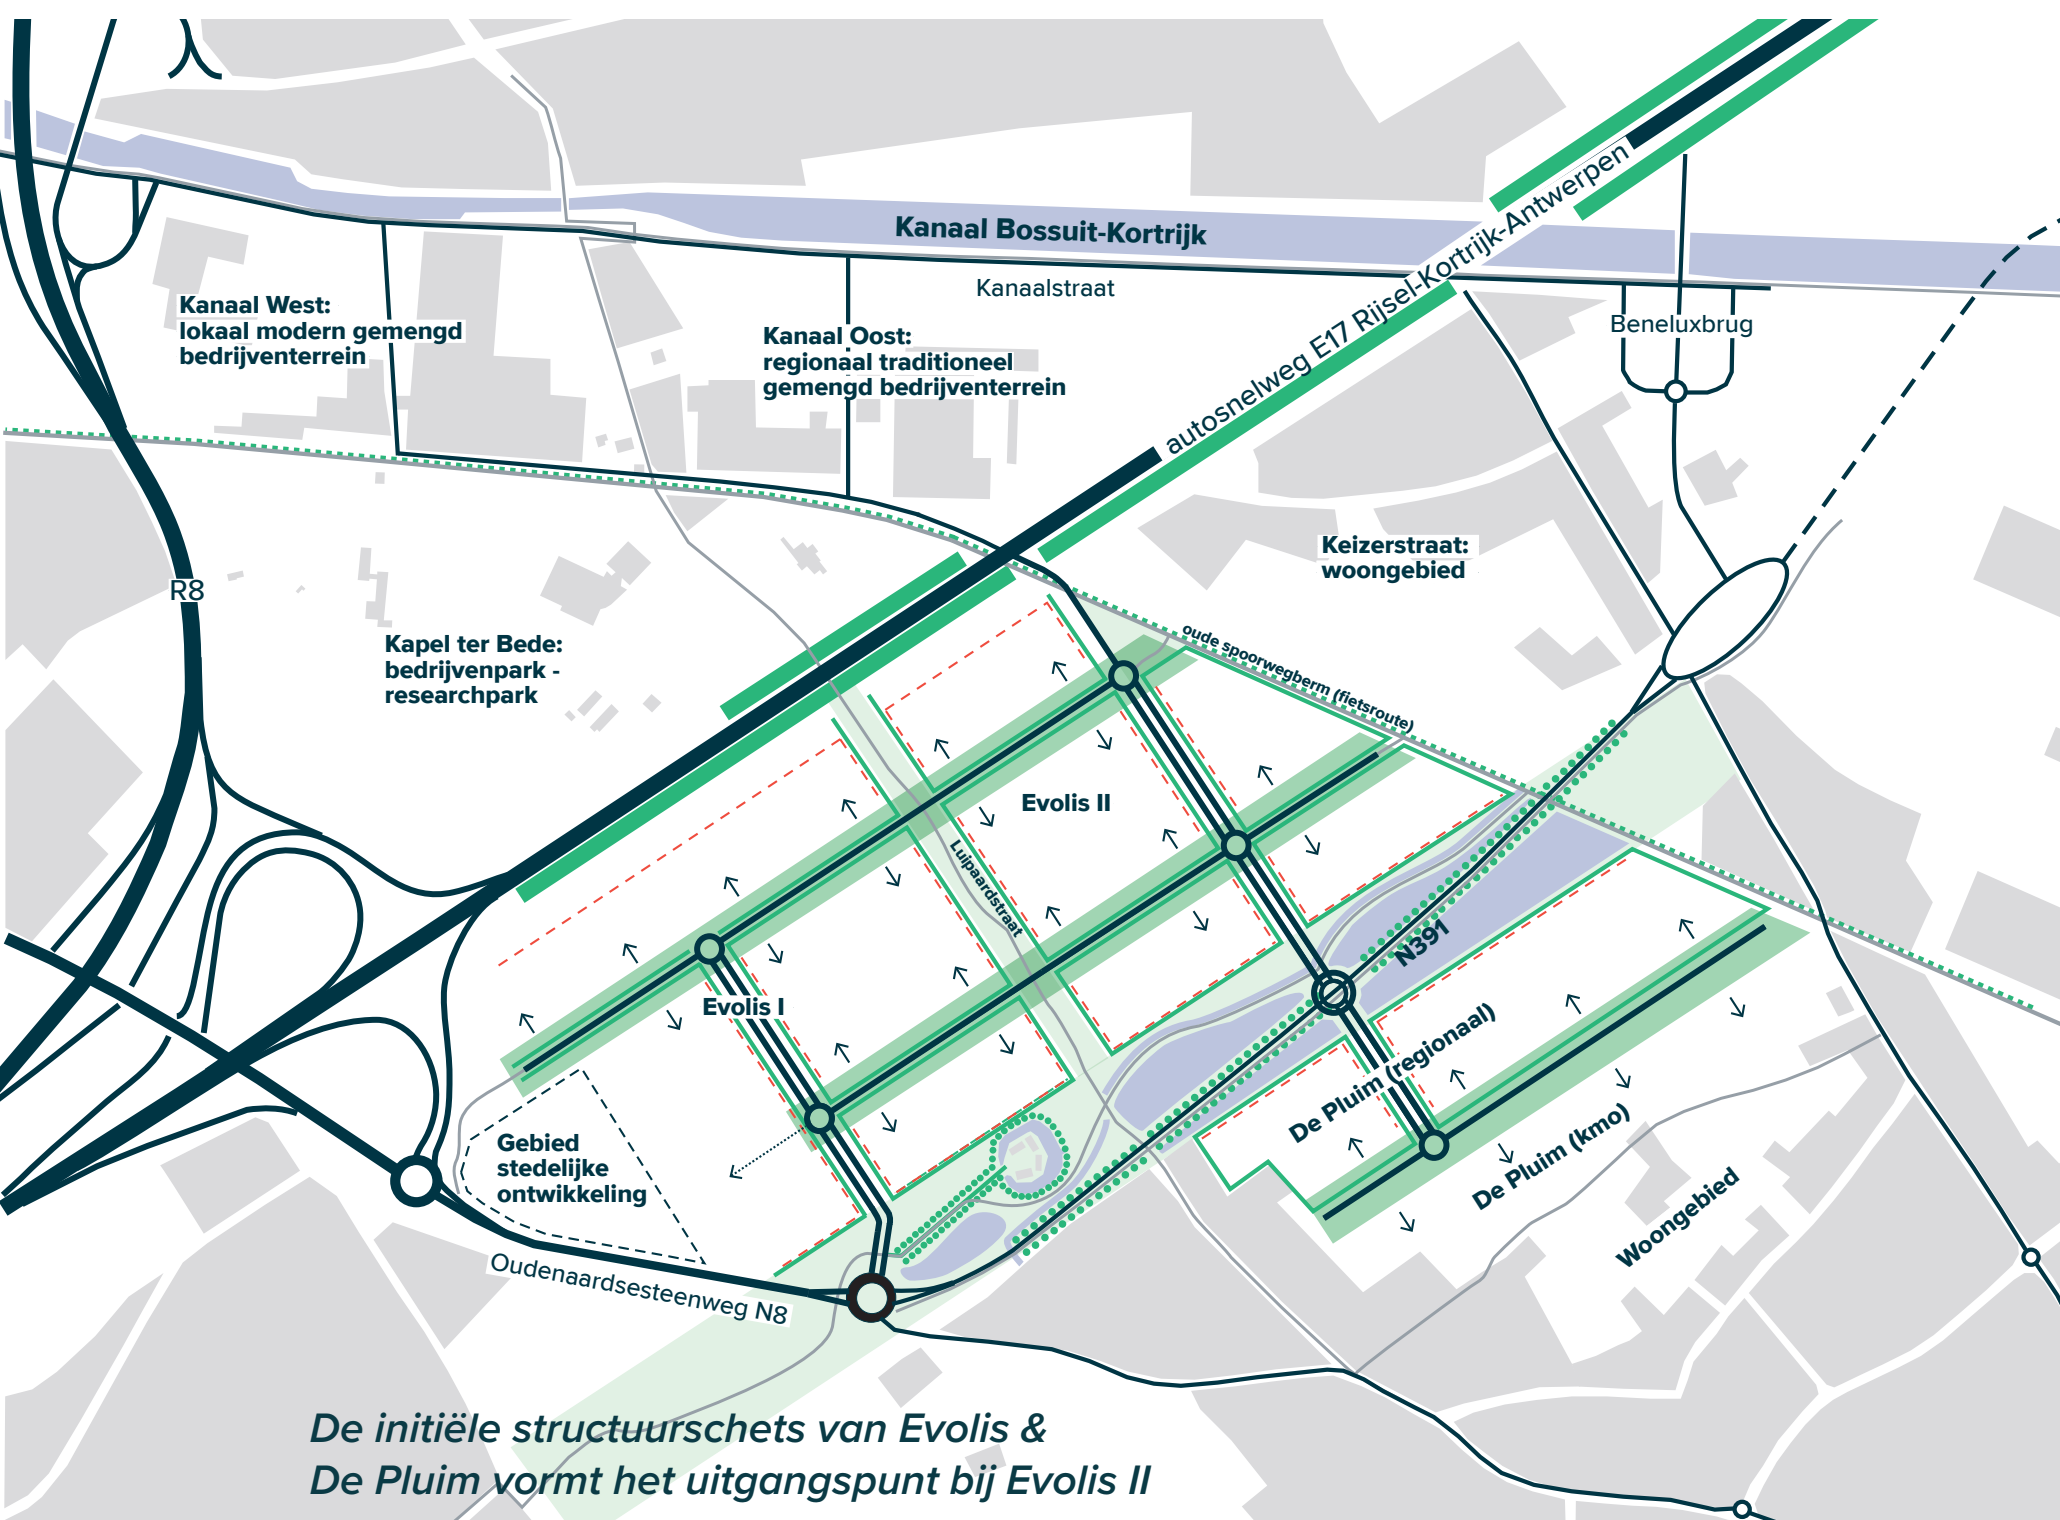 autosnelweg E17 Rijsel-Kortrijk-Antwerpen
Kanaal Bossuit-Kortrijk
Kanaalstraat
Kanaal West:
lokaal modern gemengd
bedrijventerrein
Kanaal Oost:
regionaal traditioneel
gemengd bedrijventerrein
Beneluxbrug
Keizerstraat:
woongebied
R8
Kapel ter Bede:
bedrijvenpark -
researchpark
oude spoorwegberm (fietsroute)
Evolis II
Luipaardstraat
N391
Evolis I
De Pluim (regionaal)
De Pluim (kmo)
Woongebied
Gebied
stedelijke
ontwikkeling
Oudenaardsesteenweg N8
De initiële structuurschets van Evolis &
De Pluim vormt het uitgangspunt bij Evolis II